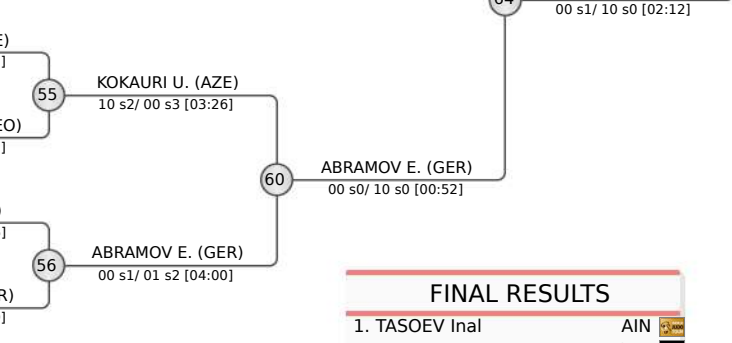 64
00 s1/ 10 s0 [02:12]
E)
]
55
KOKAURI U. (AZE)
10 s2/ 00 s3 [03:26]
EO)
]
60
ABRAMOV E. (GER)
00 s0/ 10 s0 [00:52]
)
]
56
ABRAMOV E. (GER)
00 s1/ 01 s2 [04:00]
R)
]
FINAL RESULTS
1. TASOEV Inal AIN